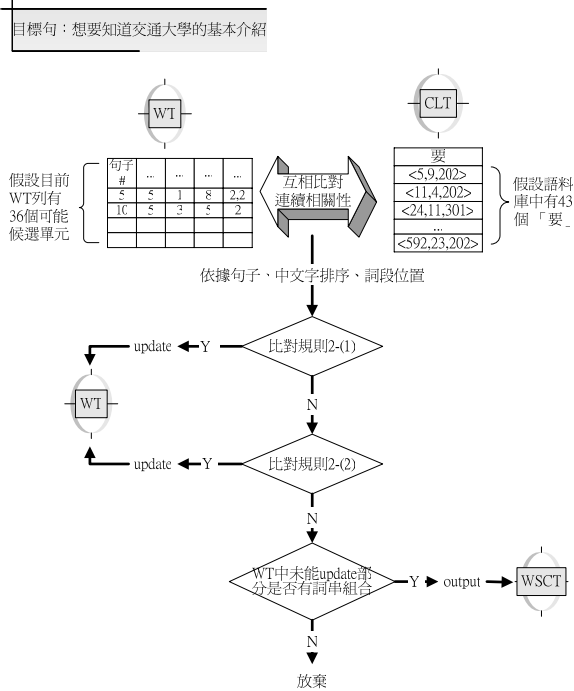 目標句：想要知道交通大學的基本介紹
WT
CLT
假設目前
WT列有
36個可能
候選單元
句子
# ... ... ... ...
5 5 1 8 2,2
10 5 3 5 2
互相比對
連續相關性
要
<5,9,202>
<11,4,202>
<24,11,301>
...
<592,23,202>
假設語料
庫中有43
個「要
依據句子、中文字排序、詞段位置
比對規則2-(1)
Y
update
WT
N
比對規則2-(2)
Y
update
N
WT中未能update部
分是否有詞串組合
Y
output
WSCT
N
放棄